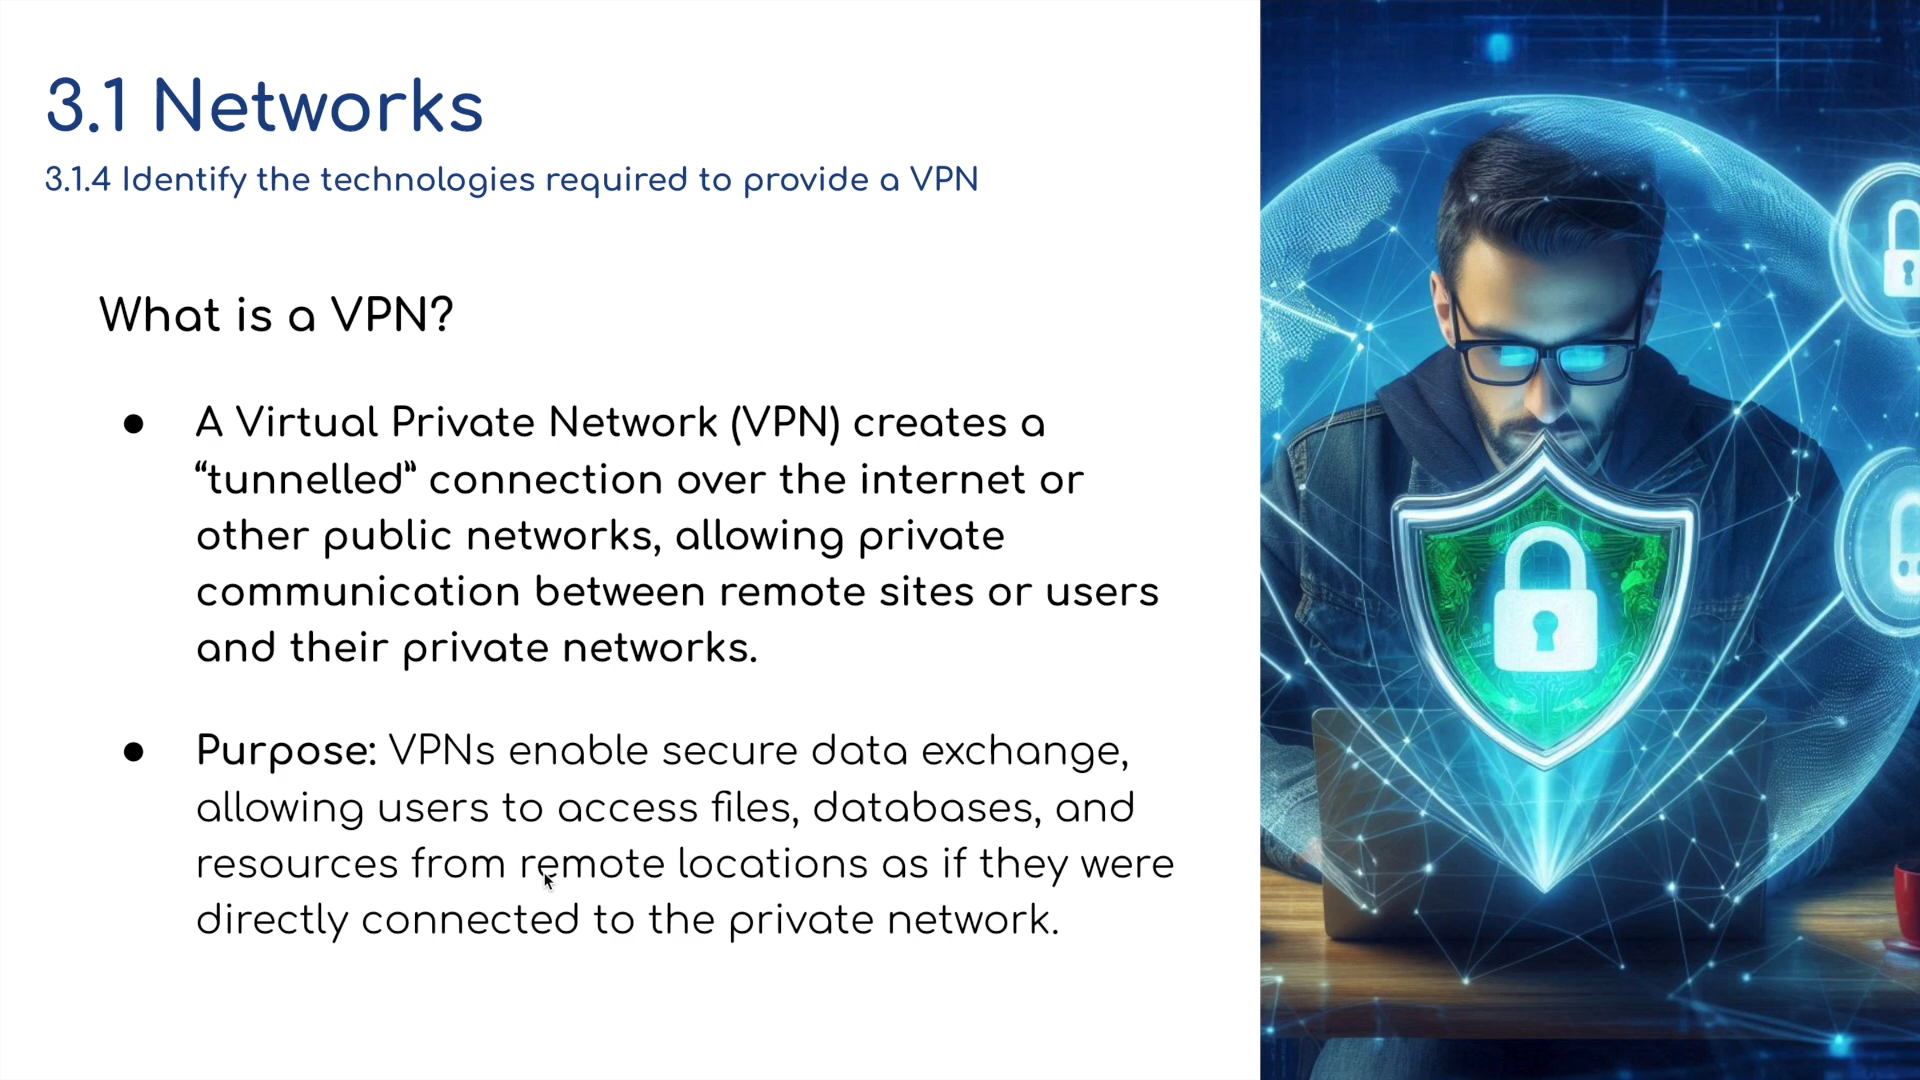 3.1 Networks
3.1.4 Identify the technologies required to provide a VPN
What is a VPN?
● A Virtual Private Network (VPN) creates a
“tunnelled” connection over the internet or
other public networks, allowing private
communication between remote sites or users
and their private networks.
● Purpose: VPNs enable secure data exchange,
allowing users to access files, databases, and
resources from remote locations as if they were
directly connected to the private network.